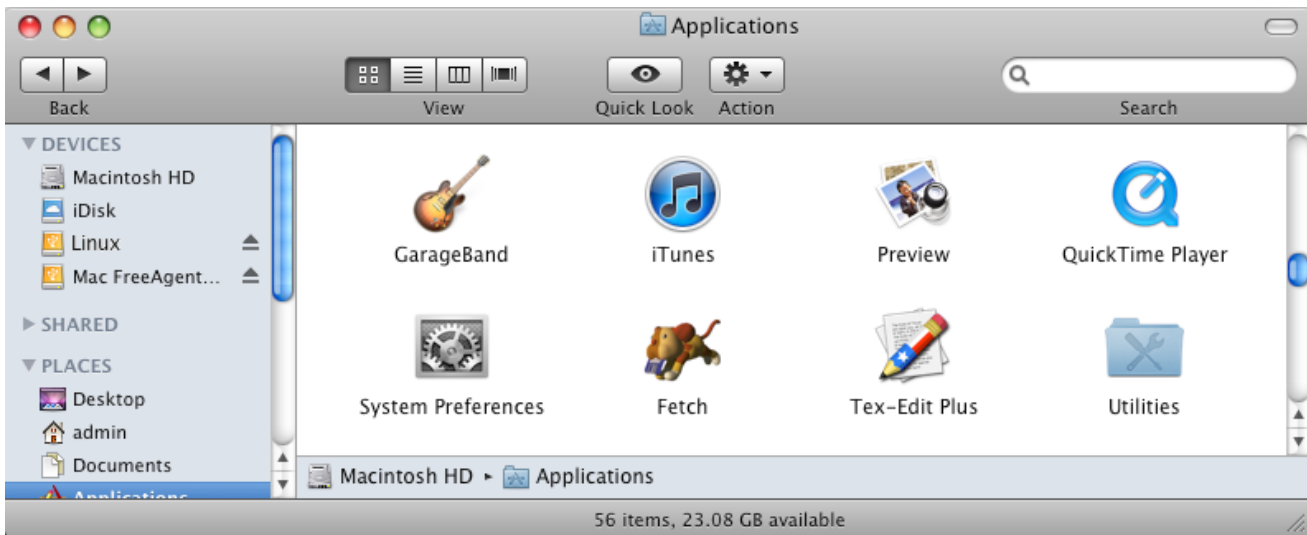 Applications
Back
View
Quick Look
Action
Search
DEVICES
Macintosh HD
iDisk
Linux
Mac FreeAgent...
SHARED
PLACES
Desktop
admin
Documents
Applications
GarageBand
iTunes
Preview
QuickTime Player
System Preferences
Fetch
Tex-Edit Plus
Utilities
Macintosh HD ▸ Applications
56 items, 23.08 GB available